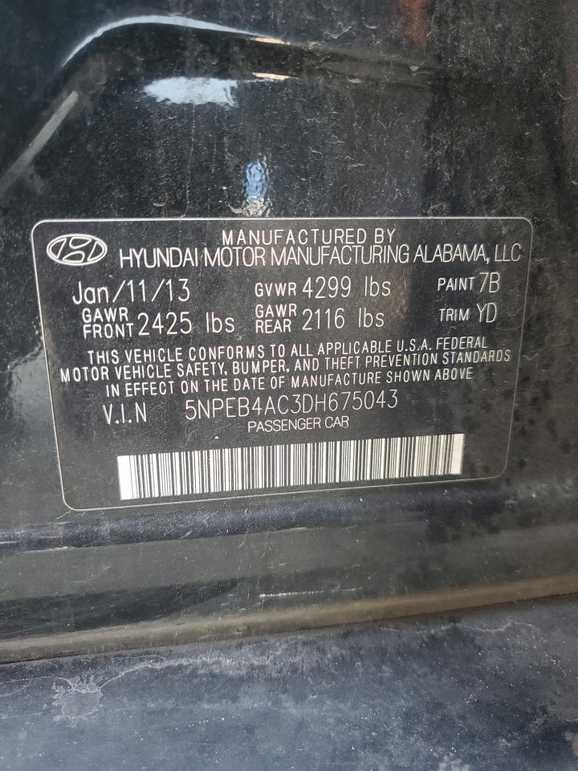 MANUFACTURED BY
HYUNDAI MOTOR MANUFACTURING ALABAMA, LLC
Jan/11/13 GVWR 4299 lbs PAINT 7B
GAWR FRONT 2425 lbs GAWR REAR 2116 lbs TRIM YD
THIS VEHICLE CONFORMS TO ALL APPLICABLE U.S.A. FEDERAL
MOTOR VEHICLE SAFETY, BUMPER, AND THEFT PREVENTION STANDARDS
IN EFFECT ON THE DATE OF MANUFACTURE SHOWN ABOVE
V.I.N 5NPEB4AC3DH675043
PASSENGER CAR